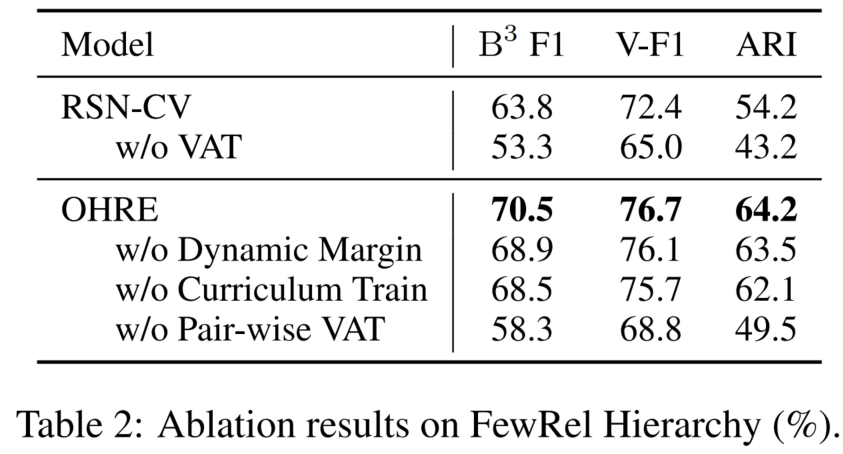 Model B³ F1 V-F1 ARI
RSN-CV 63.8 72.4 54.2
w/o VAT 53.3 65.0 43.2
OHRE 70.5 76.7 64.2
w/o Dynamic Margin 68.9 76.1 63.5
w/o Curriculum Train 68.5 75.7 62.1
w/o Pair-wise VAT 58.3 68.8 49.5
Table 2: Ablation results on FewRel Hierarchy (%).